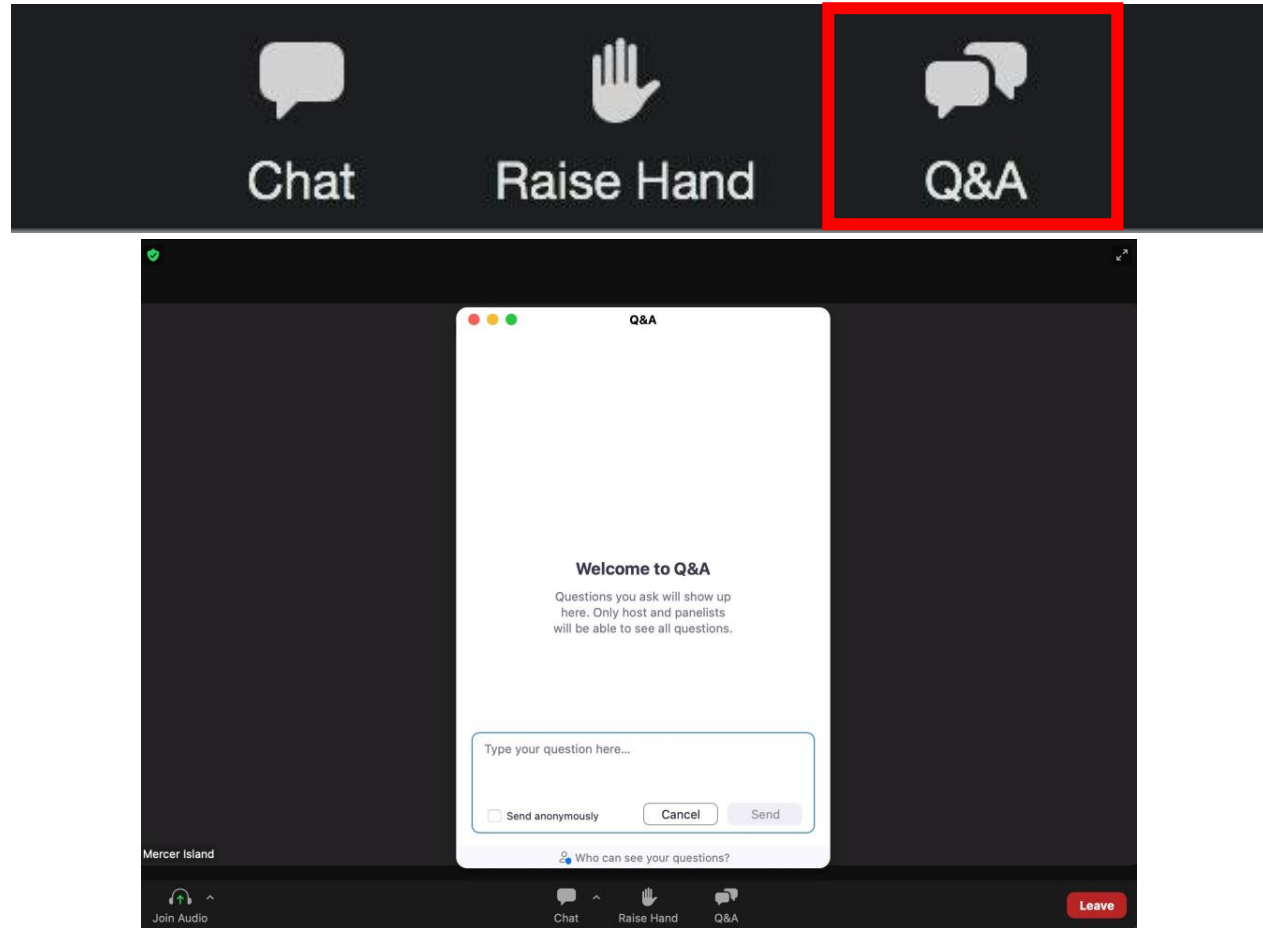 Chat Raise Hand Q&A
Q&A
Welcome to Q&A
Questions you ask will show up
here. Only host and panelists
will be able to see all questions.
Type your question here...
Send anonymously Cancel Send
Who can see your questions?
Mercer Island
Join Audio Chat Raise Hand Q&A Leave